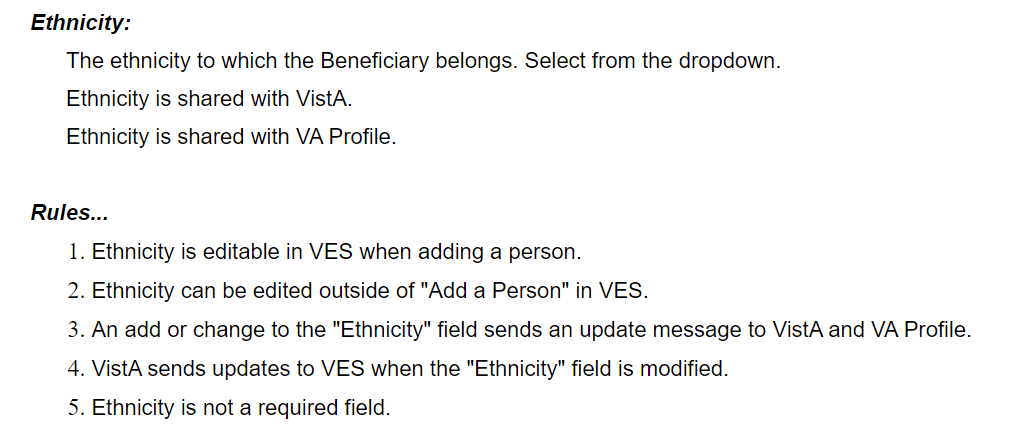 Ethnicity:
The ethnicity to which the Beneficiary belongs. Select from the dropdown.
Ethnicity is shared with VistA.
Ethnicity is shared with VA Profile.
Rules...
1. Ethnicity is editable in VES when adding a person.
2. Ethnicity can be edited outside of "Add a Person" in VES.
3. An add or change to the "Ethnicity" field sends an update message to VistA and VA Profile.
4. VistA sends updates to VES when the "Ethnicity" field is modified.
5. Ethnicity is not a required field.